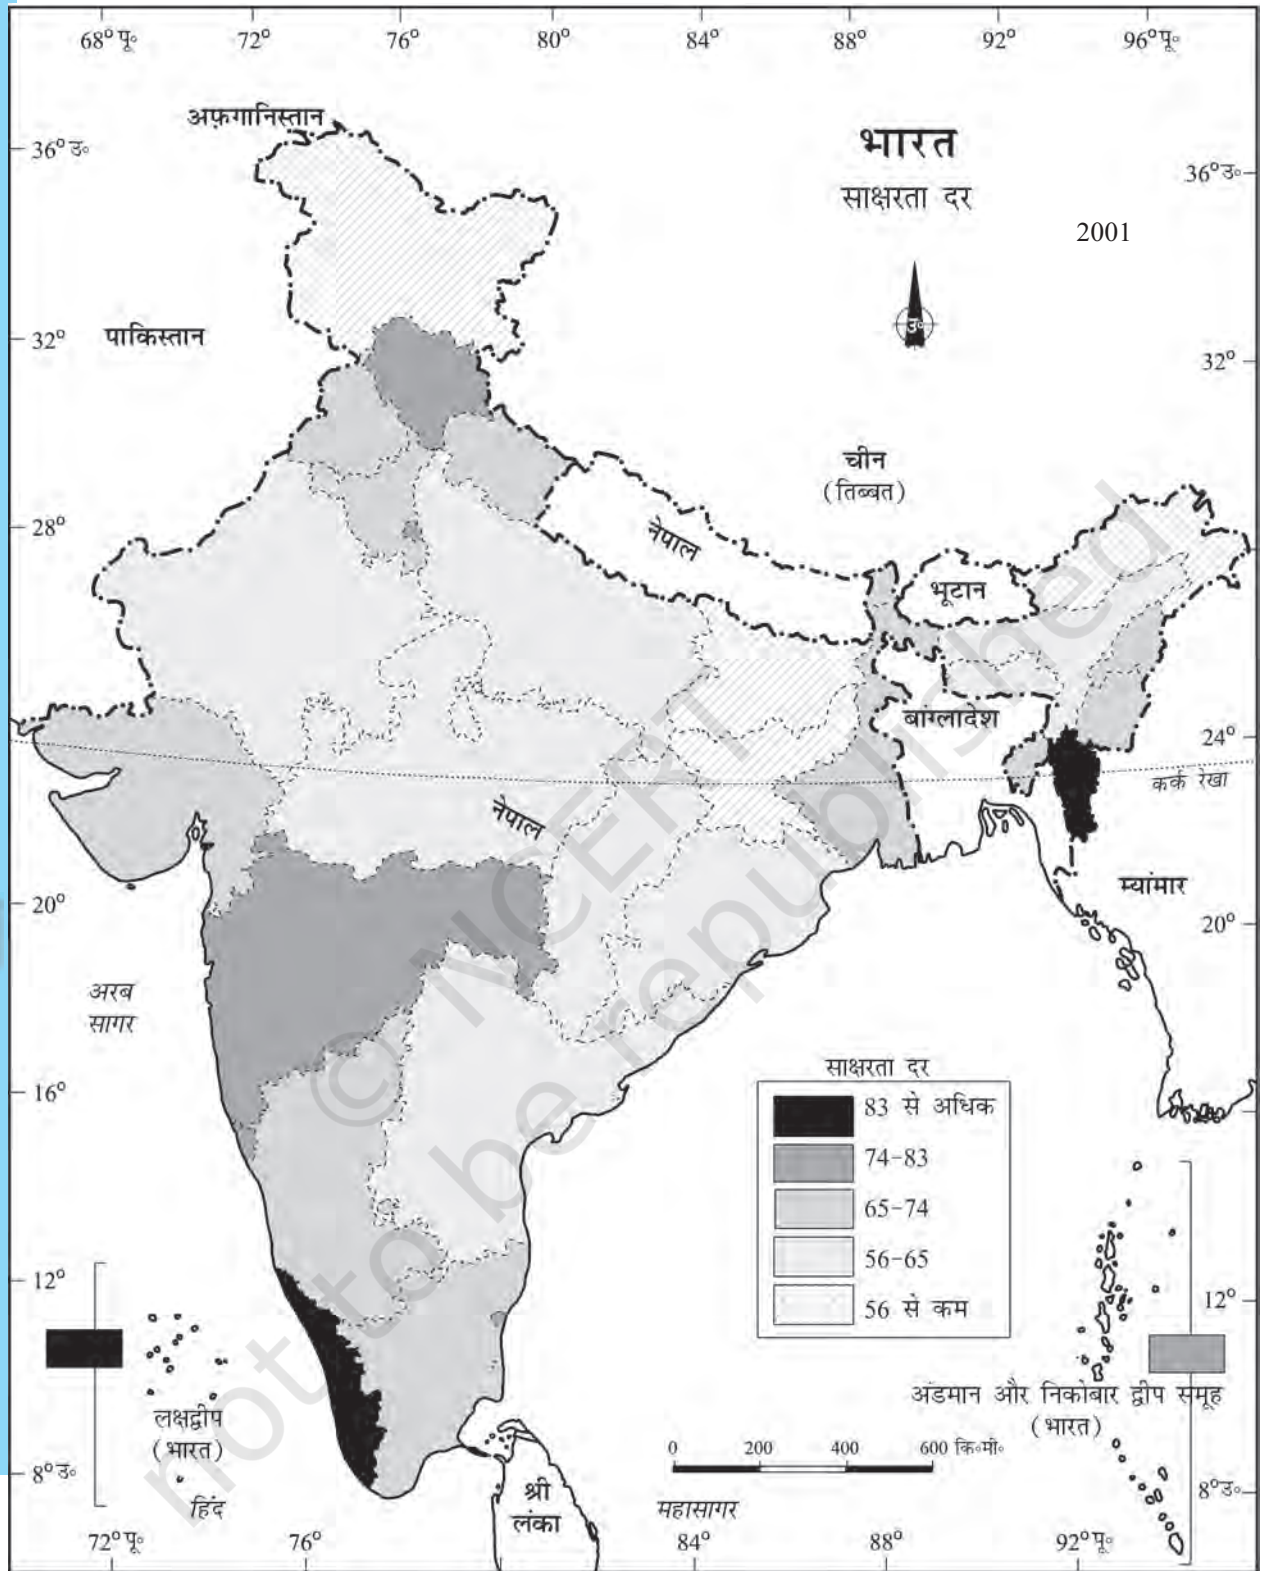 68° पू॰ 72° 76° 80° 84° 88° 92° 96° पू॰
अफ़गानिस्तान
36° उ॰
भारत
36° उ॰
साक्षरता दर
2001
उ॰
पाकिस्तान
32°
32°
चीन
(तिब्बत)
28°
नेपाल
भूटान
बांग्लादेश
24°
कर्क रेखा
नेपाल
म्यांमार
20°
20°
अरब
सागर
साक्षरता दर
16°
83 से अधिक
74-83
65-74
56-65
56 से कम
12°
12°
लक्षद्वीप
(भारत)
अंडमान और निकोबार द्वीप समूह
(भारत)
0 200 400 600 कि॰मी॰
8° उ॰
8° उ॰
हिंद
श्री
लंका
महासागर
72° पू॰ 76° 84° 88° 92° पू॰
© NCERT
not to be republished